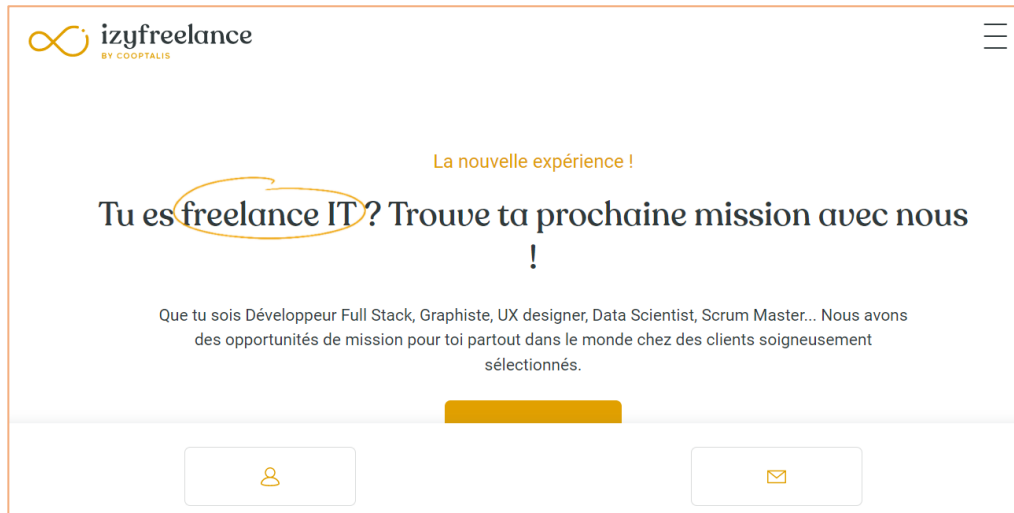 izyfreelance
BY COOPTALIS
La nouvelle expérience !
Tu es freelance IT ? Trouve ta prochaine mission avec nous
!
Que tu sois Développeur Full Stack, Graphiste, UX designer, Data Scientist, Scrum Master... Nous avons
des opportunités de mission pour toi partout dans le monde chez des clients soigneusement
sélectionnés.